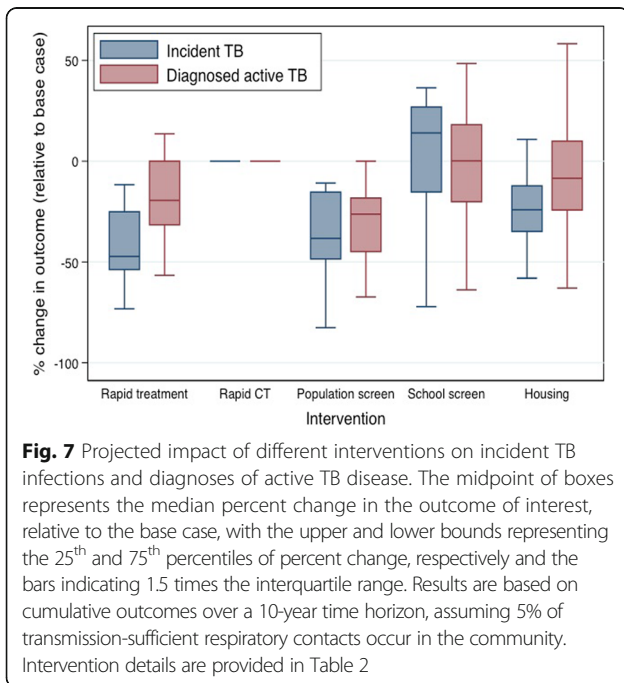 Incident TB
Diagnosed active TB
% change in outcome (relative to base case)
50
0
-50
-100
Rapid treatment Rapid CT Population screen School screen Housing
Intervention
Fig. 7 Projected impact of different interventions on incident TB
infections and diagnoses of active TB disease. The midpoint of boxes
represents the median percent change in the outcome of interest,
relative to the base case, with the upper and lower bounds representing
the 25th and 75th percentiles of percent change, respectively and the
bars indicating 1.5 times the interquartile range. Results are based on
cumulative outcomes over a 10-year time horizon, assuming 5% of
transmission-sufficient respiratory contacts occur in the community.
Intervention details are provided in Table 2